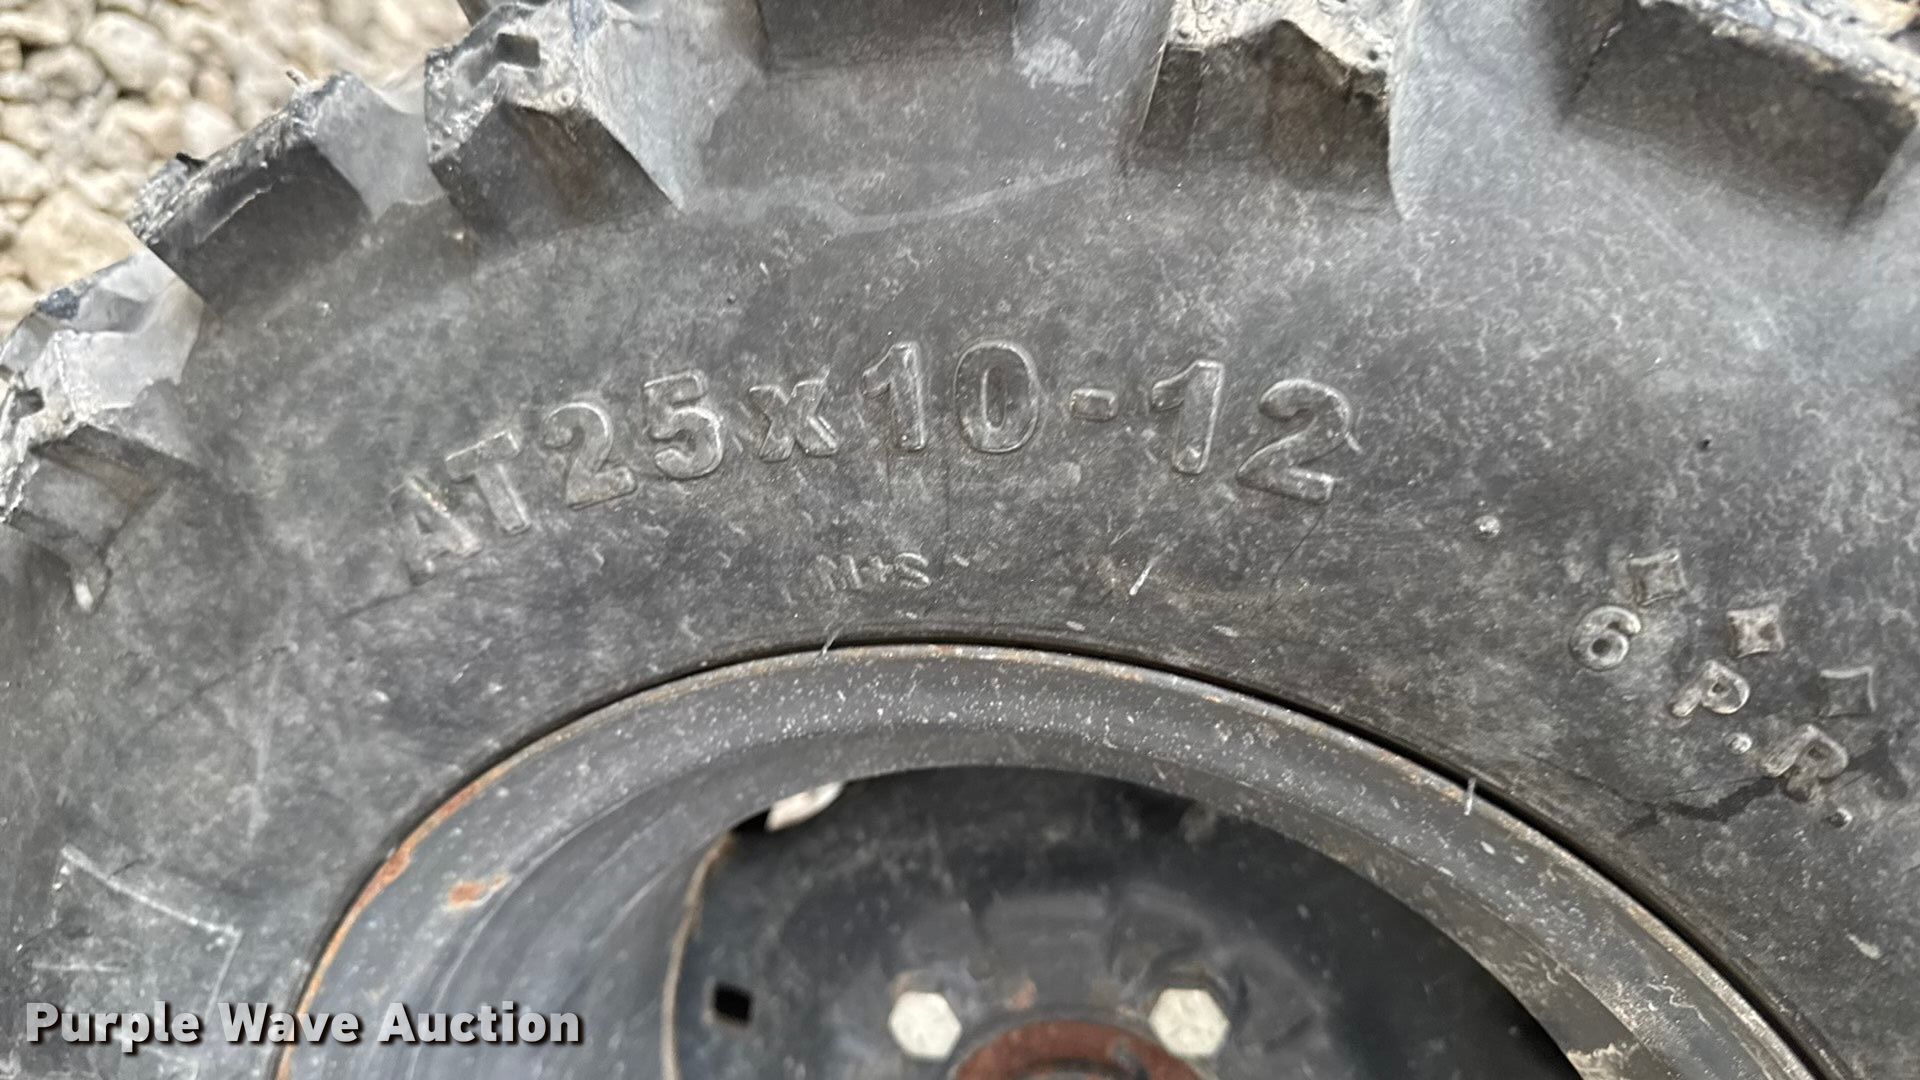 AT25x10-12
M+S
6 P.R.
Purple Wave Auction